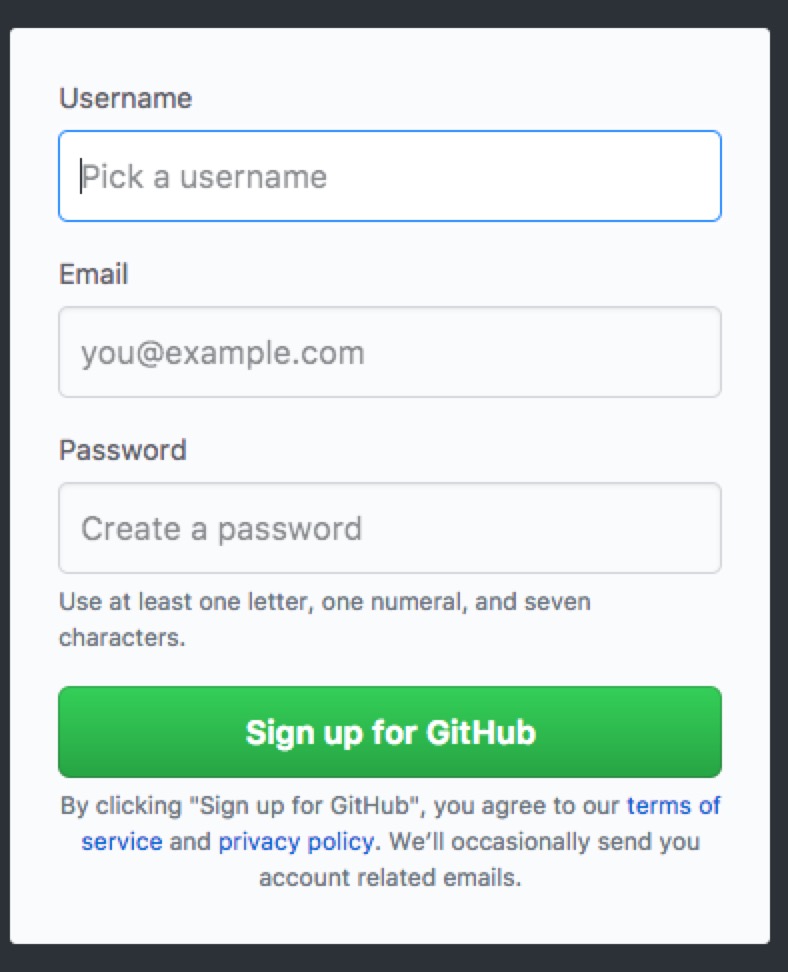 Username
Pick a username
Email
you@example.com
Password
Create a password
Use at least one letter, one numeral, and seven
characters.
Sign up for GitHub
By clicking "Sign up for GitHub", you agree to our terms of
service and privacy policy. We’ll occasionally send you
account related emails.